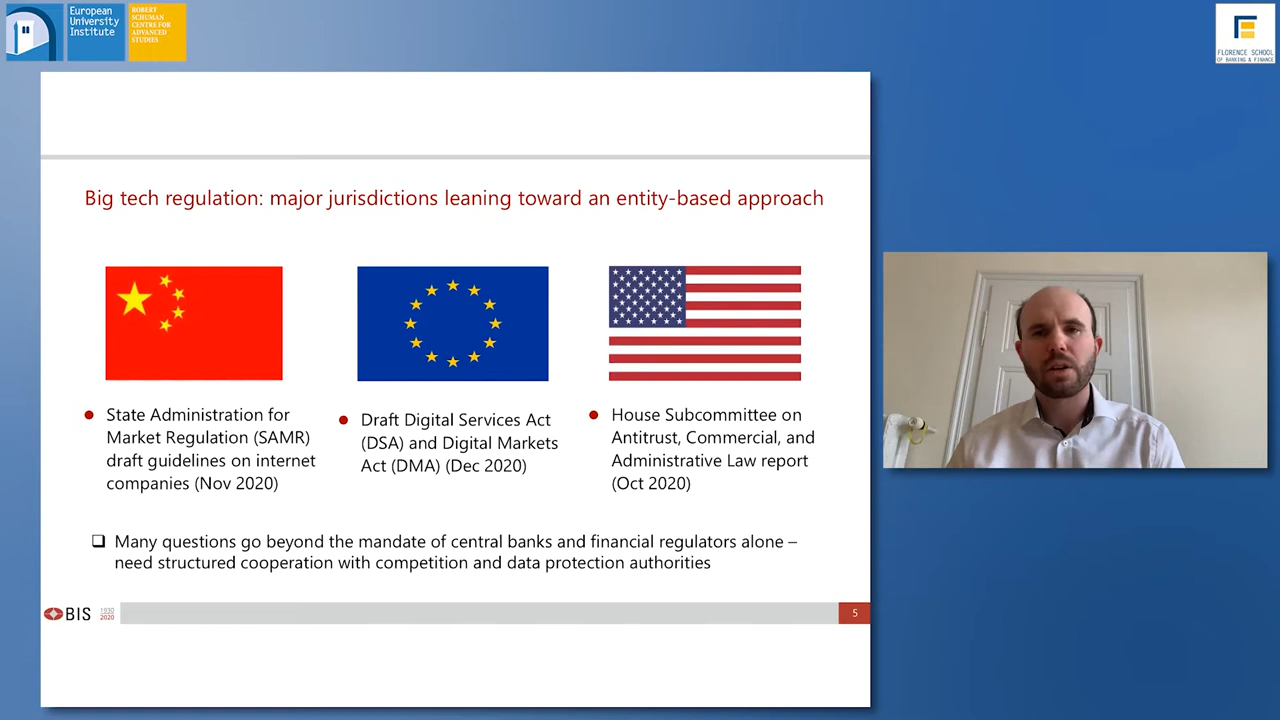 European
University
Institute
ROBERT
SCHUMAN
CENTRE FOR
ADVANCED
STUDIES
FLORENCE SCHOOL
OF BANKING & FINANCE
Big tech regulation: major jurisdictions leaning toward an entity-based approach
State Administration for
Market Regulation (SAMR)
draft guidelines on internet
companies (Nov 2020)
Draft Digital Services Act
(DSA) and Digital Markets
Act (DMA) (Dec 2020)
House Subcommittee on
Antitrust, Commercial, and
Administrative Law report
(Oct 2020)
Many questions go beyond the mandate of central banks and financial regulators alone –
need structured cooperation with competition and data protection authorities
BIS
1930
2020
5